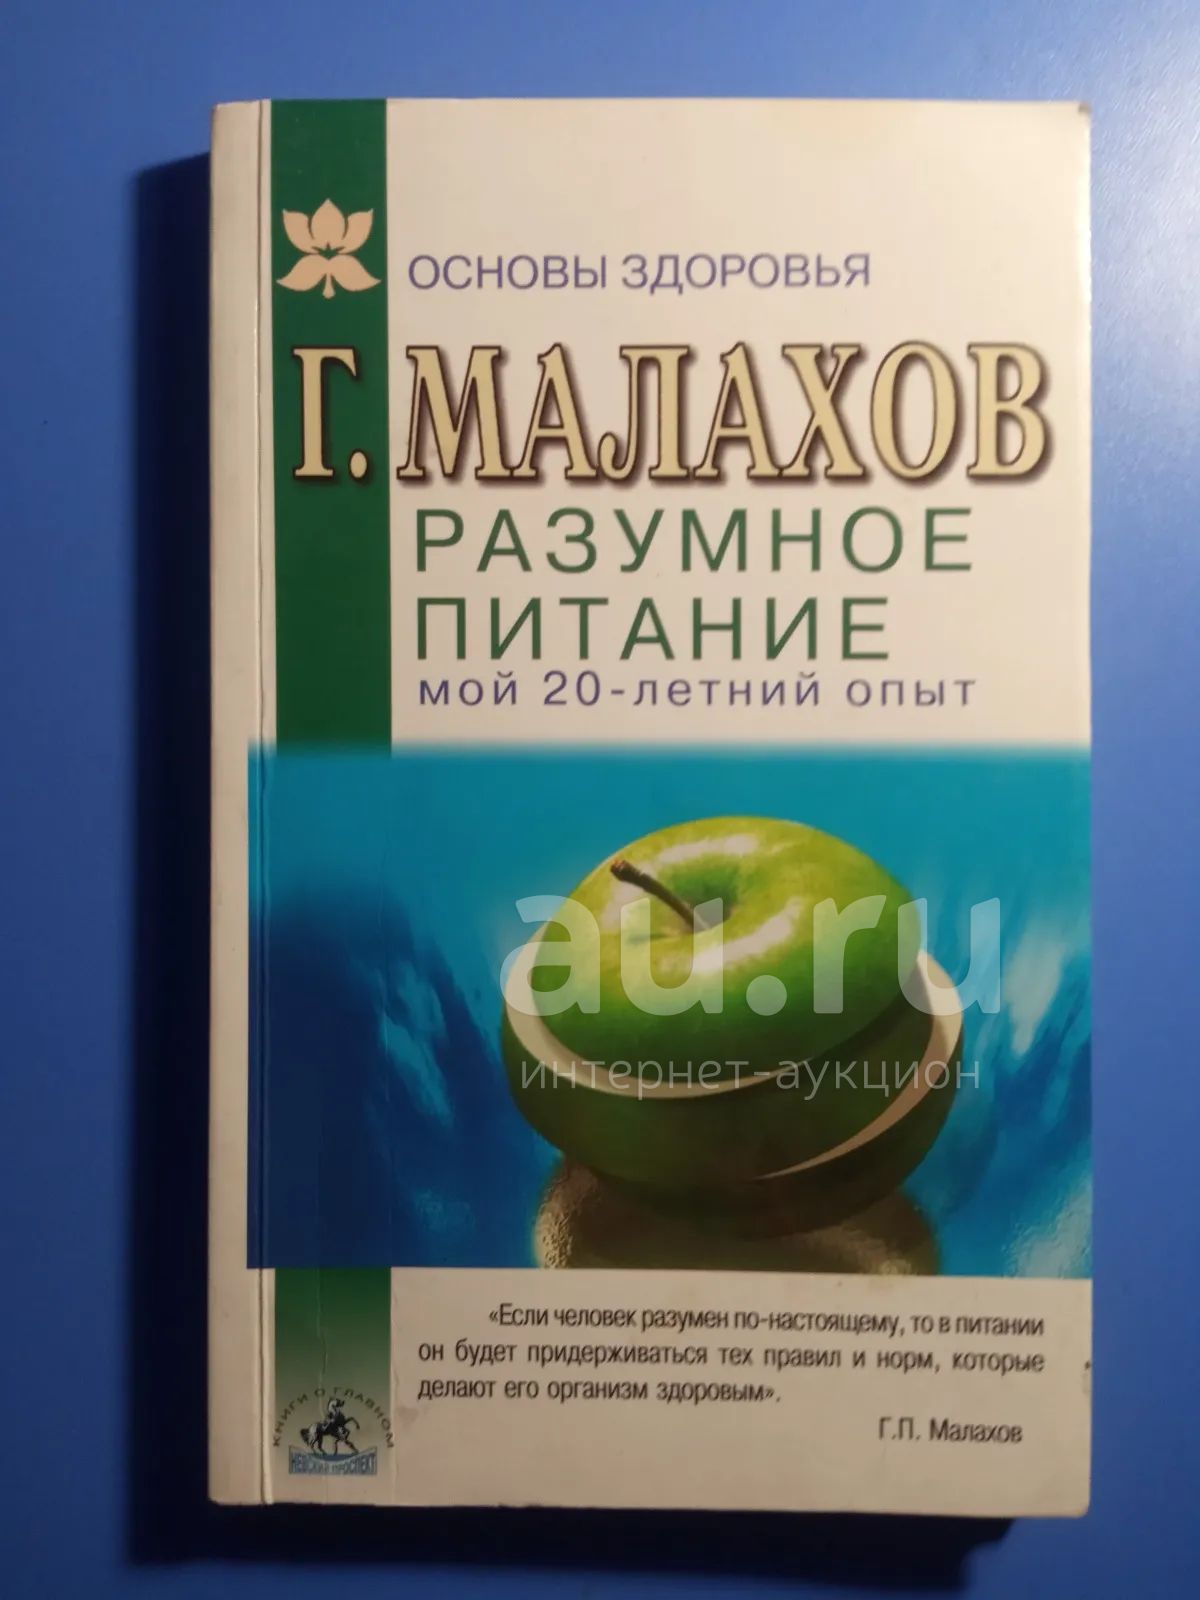 ОСНОВЫ ЗДОРОВЬЯ
Г. МАЛАХОВ
РАЗУМНОЕ
ПИТАНИЕ
мой 20-летний опыт
au.ru
интернет-аукцион
«Если человек разумен по-настоящему, то в питании
он будет придерживаться тех правил и норм, которые
делают его организм здоровым».
Г.П. Малахов
КНИГИ О ГЛАВНОМ
НЕВСКИЙ ПРОСПЕКТ